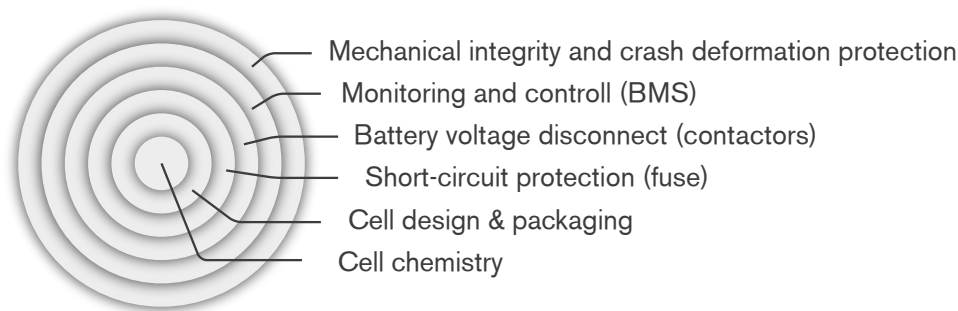 Mechanical integrity and crash deformation protection
Monitoring and controll (BMS)
Battery voltage disconnect (contactors)
Short-circuit protection (fuse)
Cell design & packaging
Cell chemistry